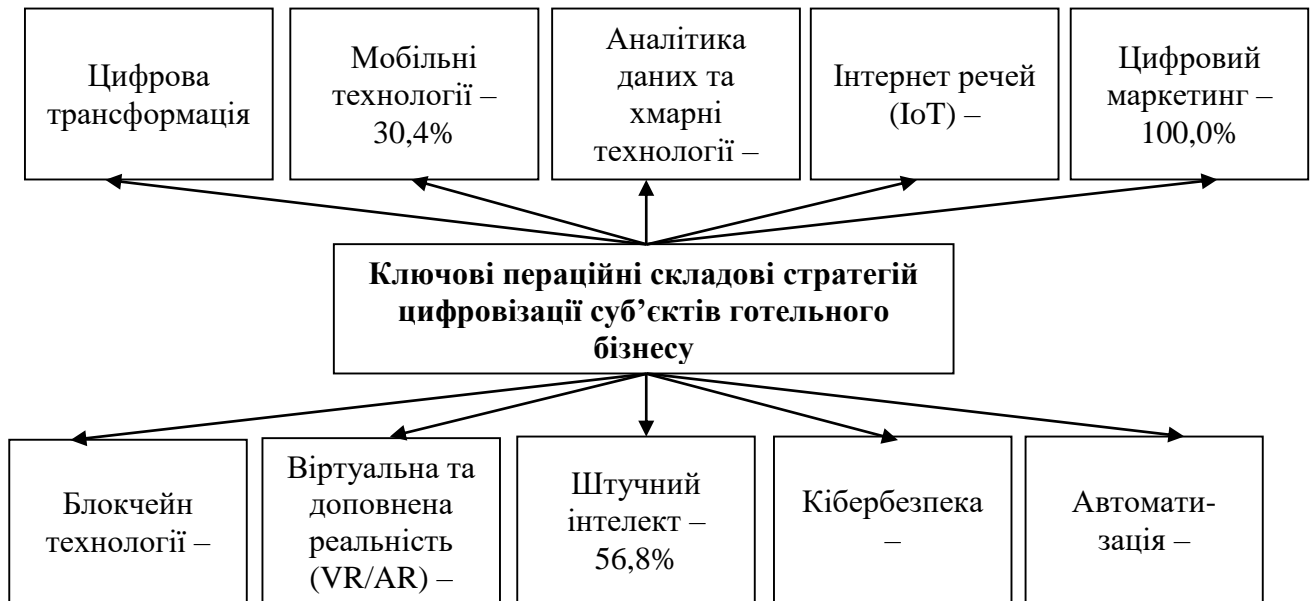 Цифрова
трансформація
Мобільні
технології –
30,4%
Аналітика
даних та
хмарні
технології –
Інтернет речей
(IoT) –
Цифровий
маркетинг –
100,0%
Ключові пераційні складові стратегій
цифровізації суб’єктів готельного
бізнесу
Блокчейн
технології –
Віртуальна та
доповнена
реальність
(VR/AR) –
Штучний
інтелект –
56,8%
Кібербезпека
–
Автомати-
зація –